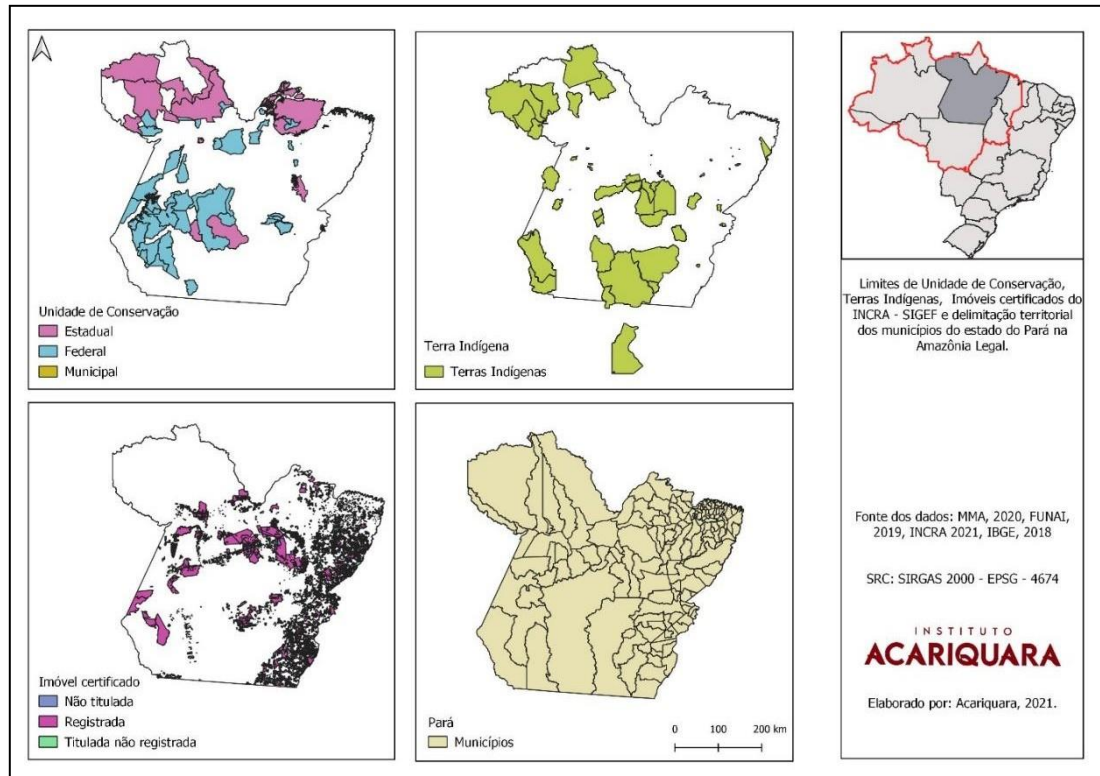 Unidade de Conservação
Estadual
Federal
Municipal
Terra Indígena
Terras Indígenas
Imóvel certificado
Não titulada
Registrada
Titulada não registrada
Pará
Municípios
0 100 200 km
Limites de Unidade de Conservação,
Terras Indígenas, Imóveis certificados do
INCRA - SIGEF e delimitação territorial
dos municípios do estado do Pará na
Amazônia Legal.
Fonte dos dados: MMA, 2020, FUNAI,
2019, INCRA 2021, IBGE, 2018
SRC: SIRGAS 2000 - EPSG - 4674
INSTITUTO
ACARIQUARA
Elaborado por: Acariquara, 2021.